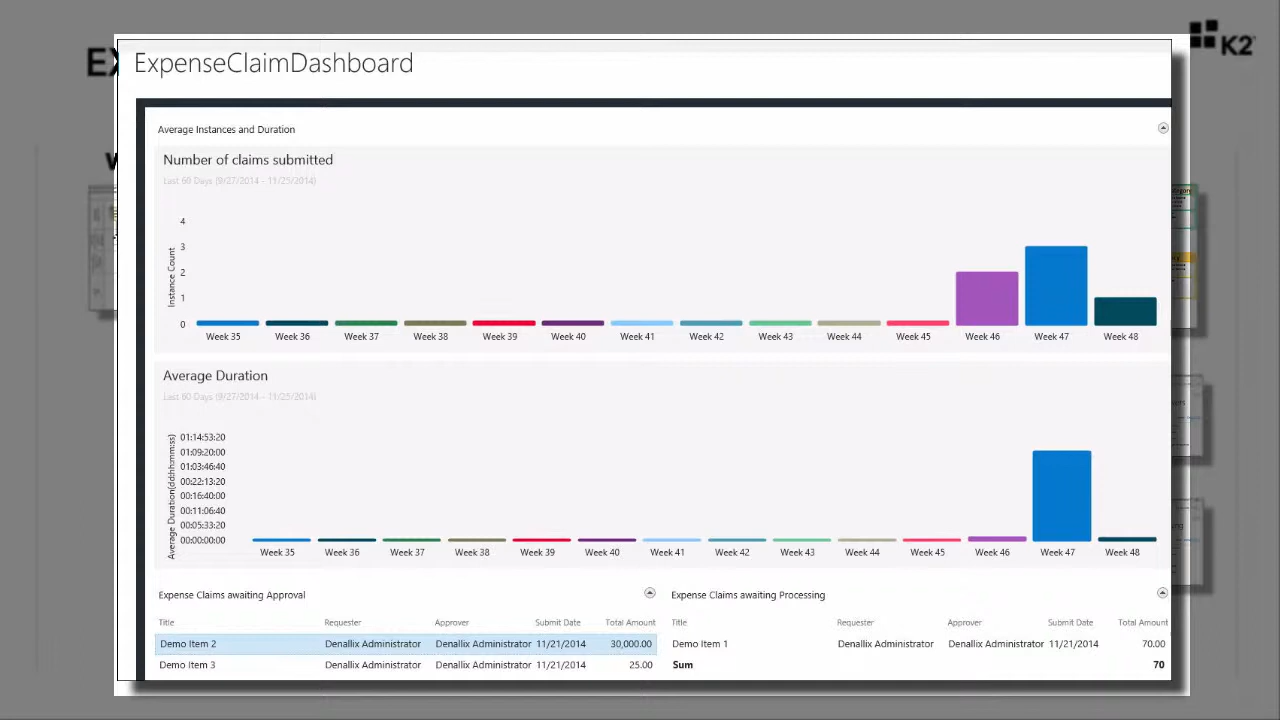 EX
K2
ExpenseClaimDashboard
W
Average Instances and Duration
Number of claims submitted
Last 60 Days (9/27/2014 - 11/25/2014)
Instance Count
4
3
2
1
0
Week 35 Week 36 Week 37 Week 38 Week 39 Week 40 Week 41 Week 42 Week 43 Week 44 Week 45 Week 46 Week 47 Week 48
Average Duration
Last 60 Days (9/27/2014 - 11/25/2014)
Average Duration(dd:hh:mm:ss)
01:14:53:20
01:09:20:00
01:03:46:40
00:22:13:20
00:16:40:00
00:11:06:40
00:05:33:20
00:00:00:00
Week 35 Week 36 Week 37 Week 38 Week 39 Week 40 Week 41 Week 42 Week 43 Week 44 Week 45 Week 46 Week 47 Week 48
Expense Claims awaiting Approval
Title Requester Approver Submit Date Total Amount
Demo Item 2 Denallix Administrator Denallix Administrator 11/21/2014 30,000.00
Demo Item 3 Denallix Administrator Denallix Administrator 11/21/2014 25.00
Expense Claims awaiting Processing
Title Requester Approver Submit Date Total Amount
Demo Item 1 Denallix Administrator Denallix Administrator 11/21/2014 70.00
Sum 70